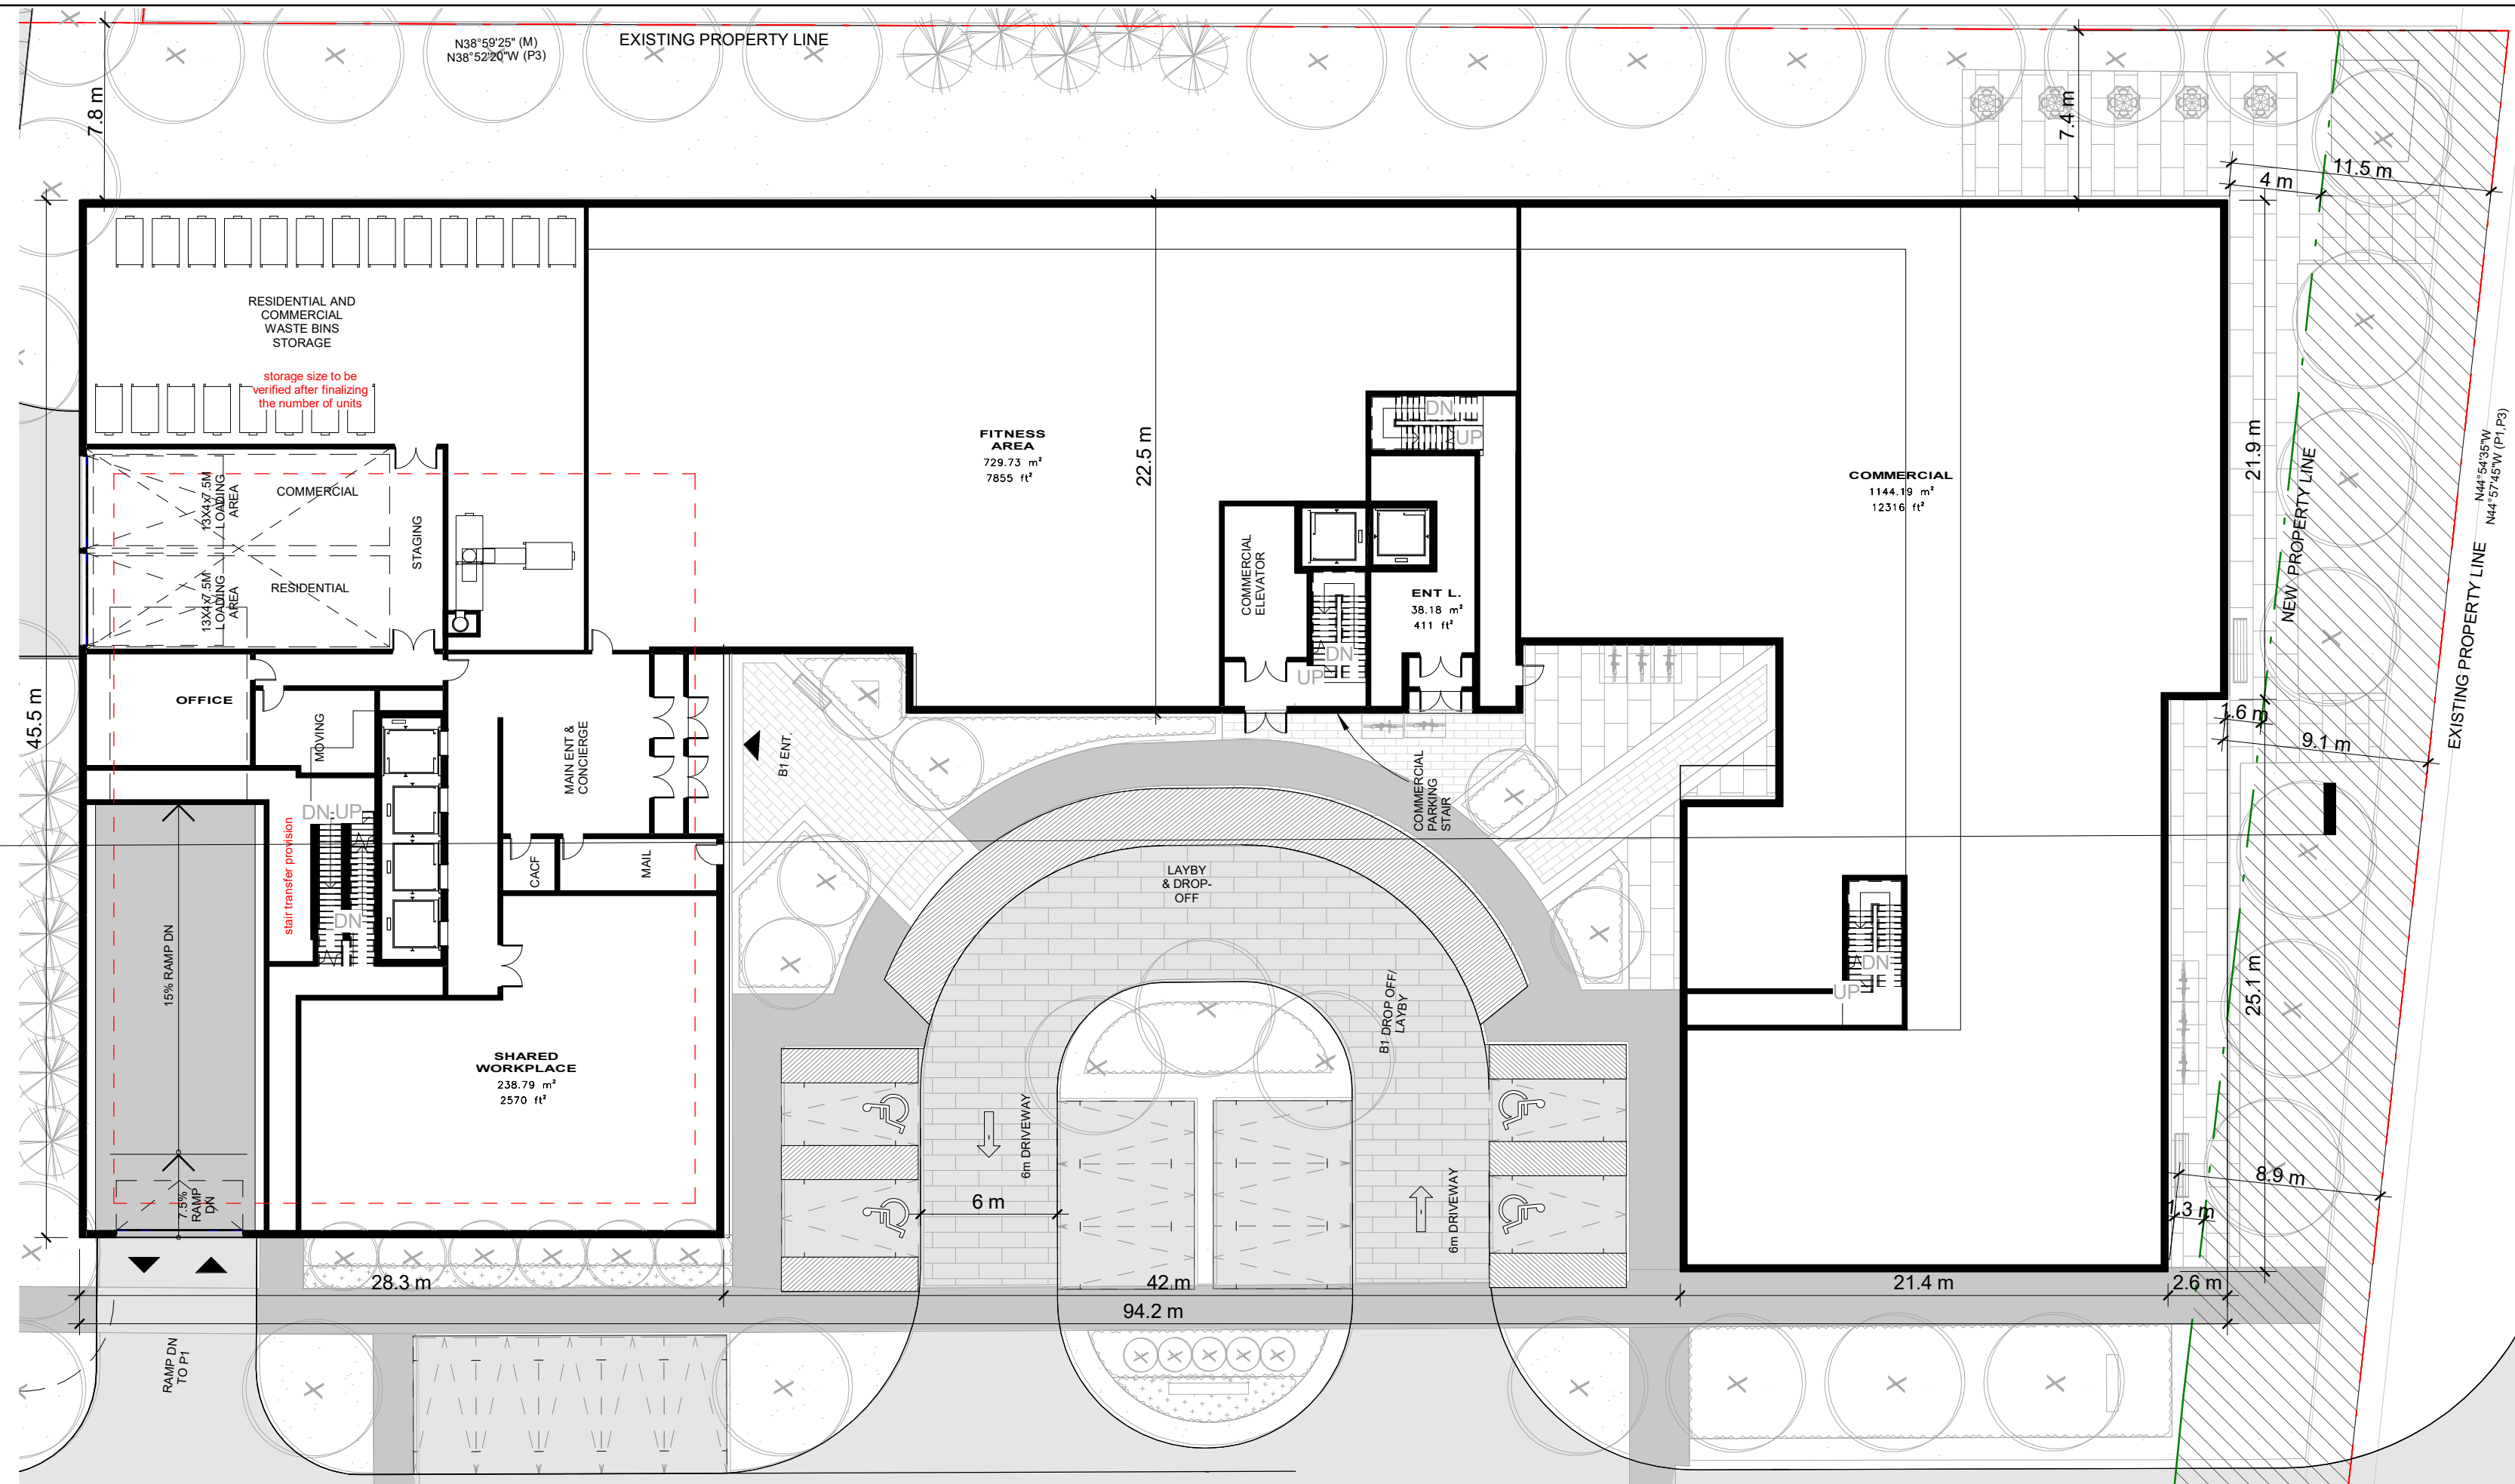 EXISTING PROPERTY LINE
N38°59'25" (M)
N38°52'20"W (P3)
7.8 m
7.4 m
11.5 m
4 m
RESIDENTIAL AND
COMMERCIAL
WASTE BINS
STORAGE
storage size to be
verified after finalizing
the number of units
FITNESS
AREA
729.73 m²
7855 ft²
22.5 m
DN
UP
COMMERCIAL
1144.19 m²
12316 ft²
21.9 m
NEW PROPERTY LINE
N44°54'35"W
N44°57'45"W (P1,P3)
EXISTING PROPERTY LINE
13X4x7.5M
LOADING
AREA
COMMERCIAL
STAGING
13X4x7.5M
LOADING
AREA
RESIDENTIAL
COMMERCIAL
ELEVATOR
ENT L.
38.18 m²
411 ft²
DN
UP
45.5 m
OFFICE
MOVING
MAIN ENT &
CONCIERGE
B1 ENT.
COMMERCIAL
PARKING
STAIR
1.6 m
9.1 m
DN
UP
stair transfer provision
DN
CACF
MAIL
LAYBY
& DROP-
OFF
15% RAMP DN
B1 DROP OFF/
LAYBY
DN
UP
25.1 m
SHARED
WORKPLACE
238.79 m²
2570 ft²
6m DRIVEWAY
6 m
6m DRIVEWAY
7.5%
RAMP
DN
8.9 m
1.3 m
28.3 m
42 m
21.4 m
2.6 m
94.2 m
RAMP DN
TO P1